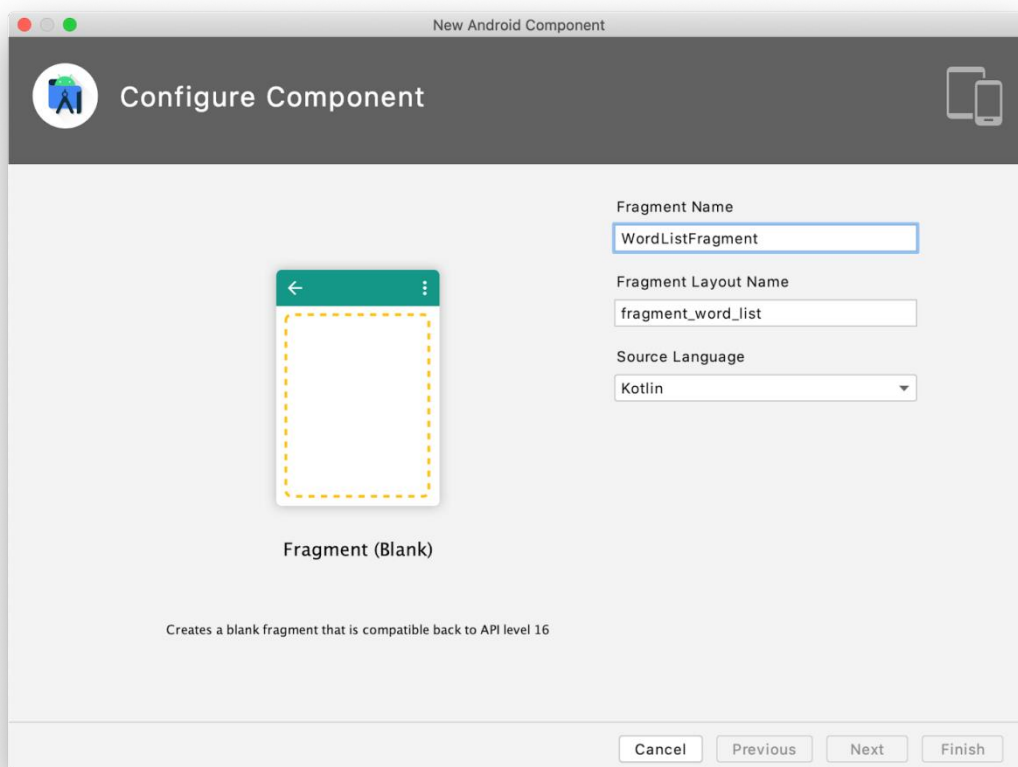 New Android Component
Configure Component
Fragment Name
WordListFragment
Fragment Layout Name
fragment_word_list
Source Language
Kotlin
Fragment (Blank)
Creates a blank fragment that is compatible back to API level 16
Cancel
Previous
Next
Finish